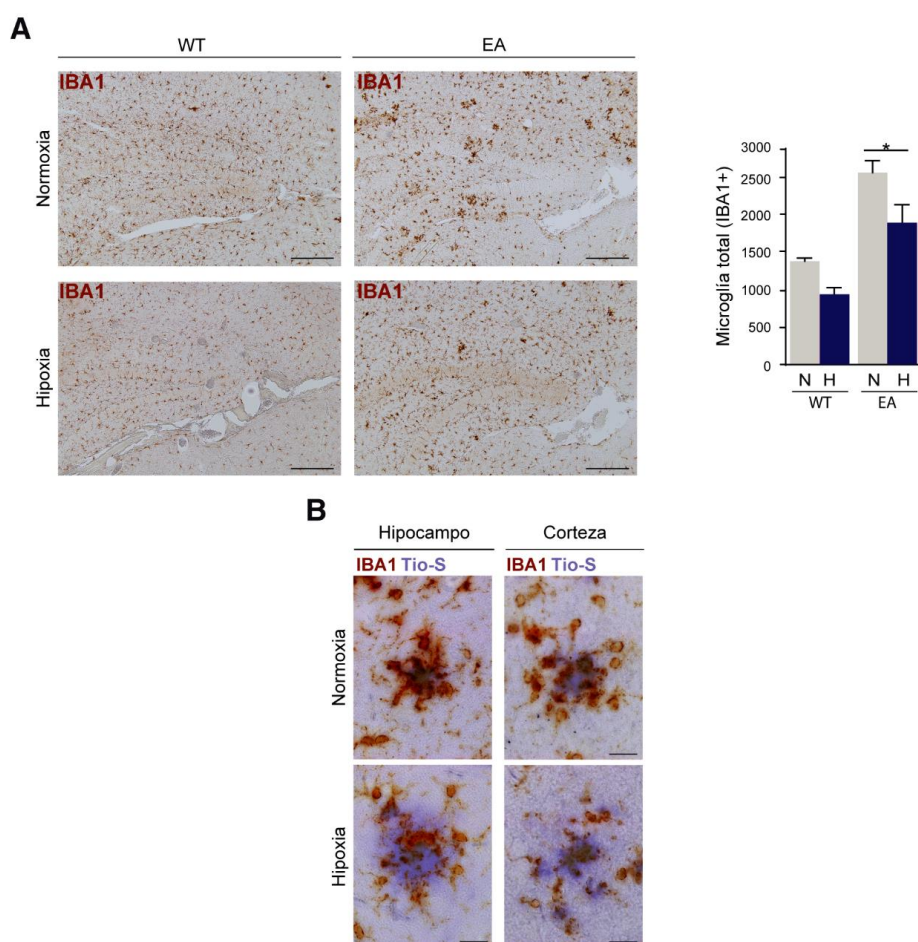 A
WT
EA
Normoxia
IBA1
IBA1
Hipoxia
IBA1
IBA1
Microglia total (IBA1+)
3000
2500
2000
1500
1000
500
0
*
N H N H
WT EA
B
Hipocampo
Corteza
IBA1 Tio-S
IBA1 Tio-S
Normoxia
Hipoxia